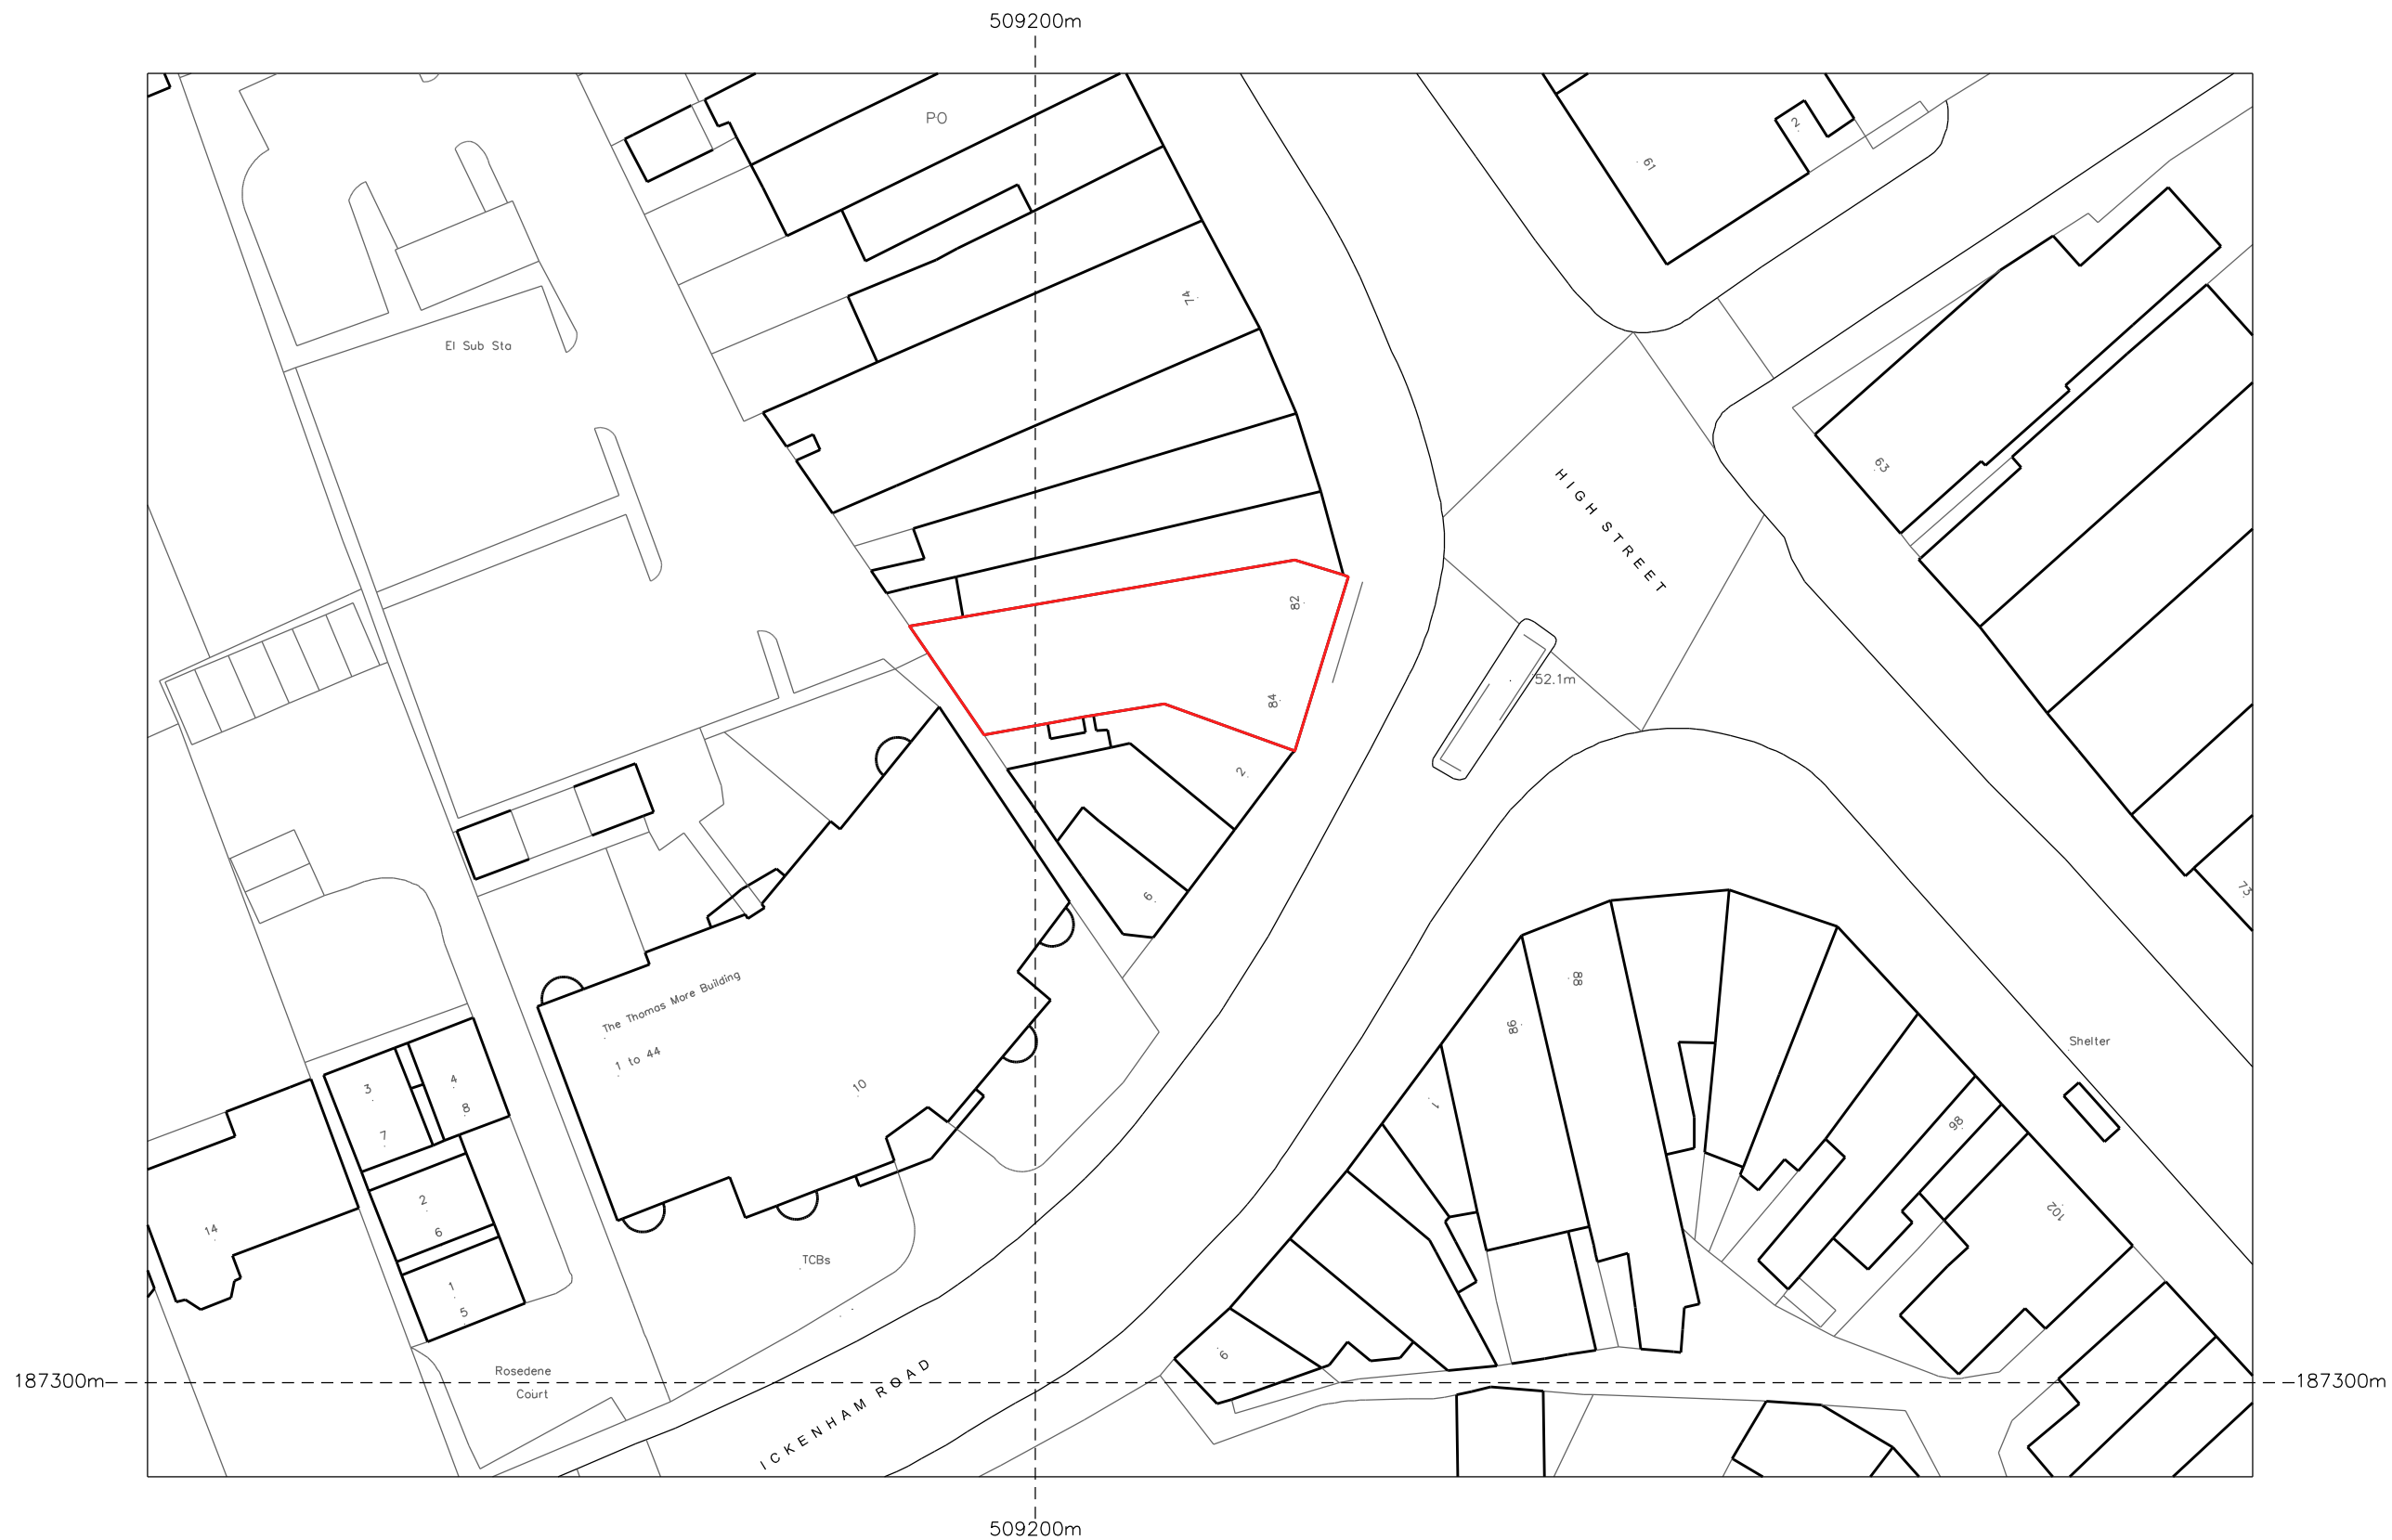 509200m
PO
2
61
74
El Sub Sta
63
HIGH STREET
82
52.1m
84
2
73
6
88
The Thomas More Building
86
Shelter
1 to 44
10
3
4
1
8
98
7
2
102
14
6
TCBs
1
5
6
Rosedene
Court
ICKENHAM ROAD
187300m
187300m
509200m